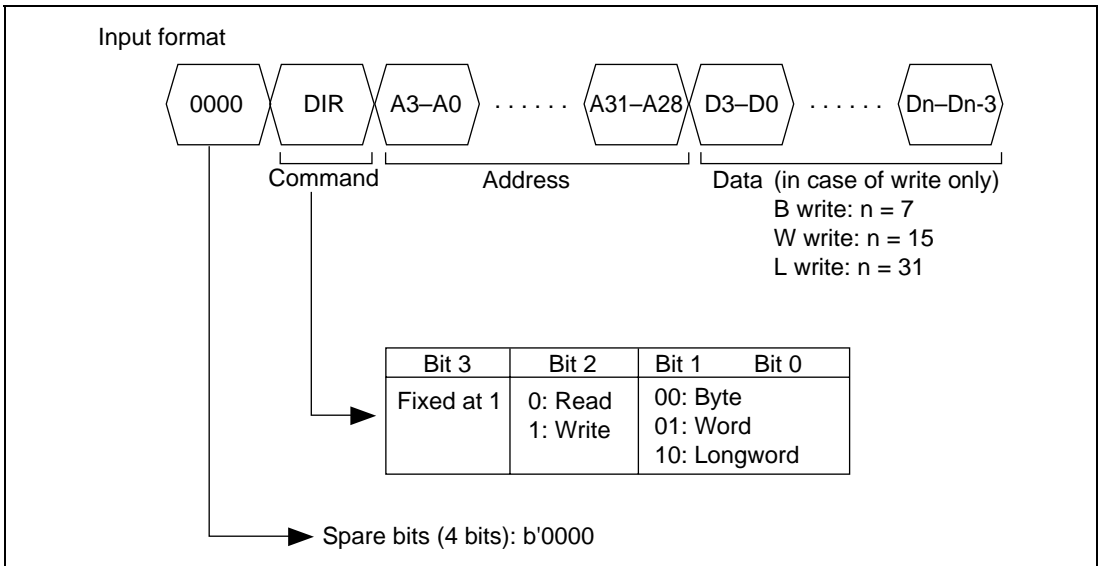 Input format
0000 DIR A3–A0 ······ A31–A28 D3–D0 ······ Dn–Dn-3
Command Address Data (in case of write only)
B write: n = 7
W write: n = 15
L write: n = 31
Bit 3 Bit 2 Bit 1 Bit 0
Fixed at 1 0: Read 00: Byte
1: Write 01: Word
10: Longword
Spare bits (4 bits): b'0000